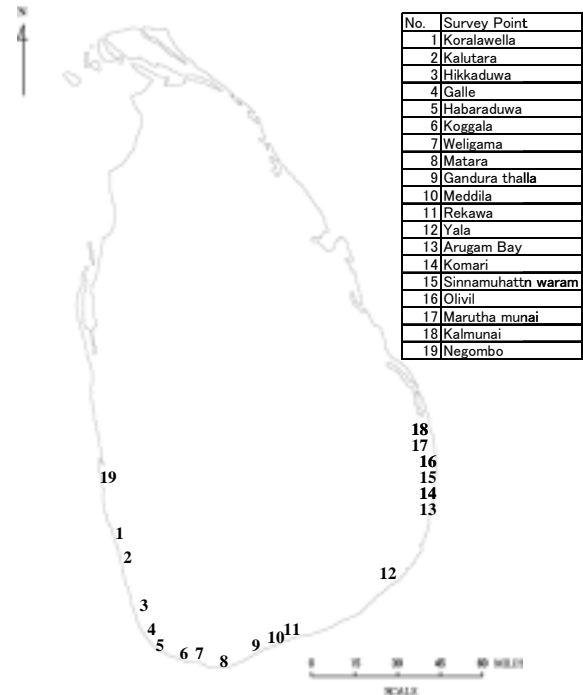 N
No. Survey Point
1 Koralawella
2 Kalutara
3 Hikkaduwa
4 Galle
5 Habaraduwa
6 Koggala
7 Weligama
8 Matara
9 Gandura thalla
10 Meddila
11 Rekawa
12 Yala
13 Arugam Bay
14 Komari
15 Sinnamuhattn waram
16 Olivil
17 Marutha munai
18 Kalmunai
19 Negombo
18
17
16
19 15
14
13
1
2
12
3
4
11
10
5
9
6 7
8
0 15 30 45 60 MILES
SCALE